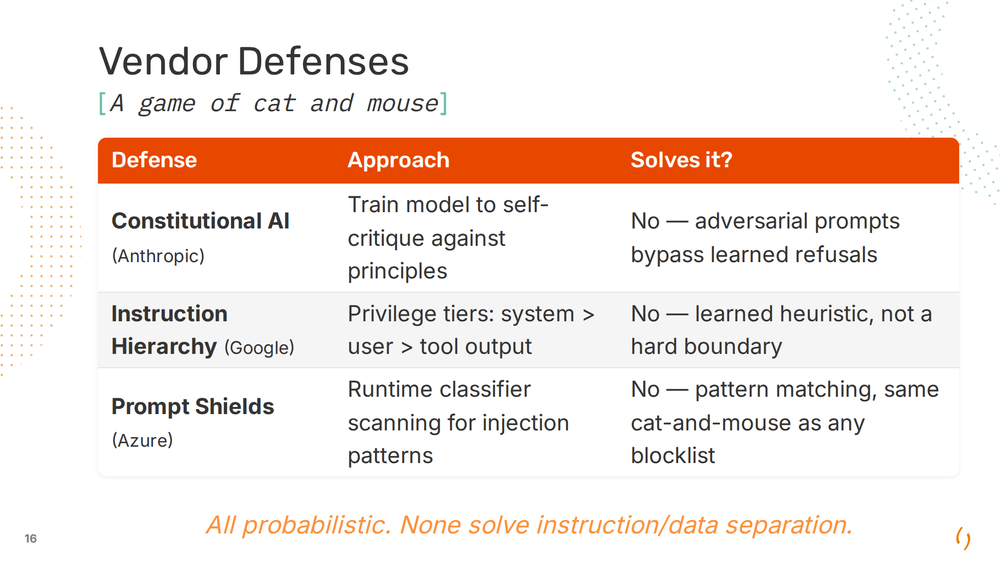 Vendor Defenses
[A game of cat and mouse]
Defense
Approach
Solves it?
Constitutional AI
(Anthropic)
Train model to self-
critique against
principles
No — adversarial prompts
bypass learned refusals
Instruction
Hierarchy (Google)
Privilege tiers: system >
user > tool output
No — learned heuristic, not a
hard boundary
Prompt Shields
(Azure)
Runtime classifier
scanning for injection
patterns
No — pattern matching, same
cat-and-mouse as any
blocklist
All probabilistic. None solve instruction/data separation.
16